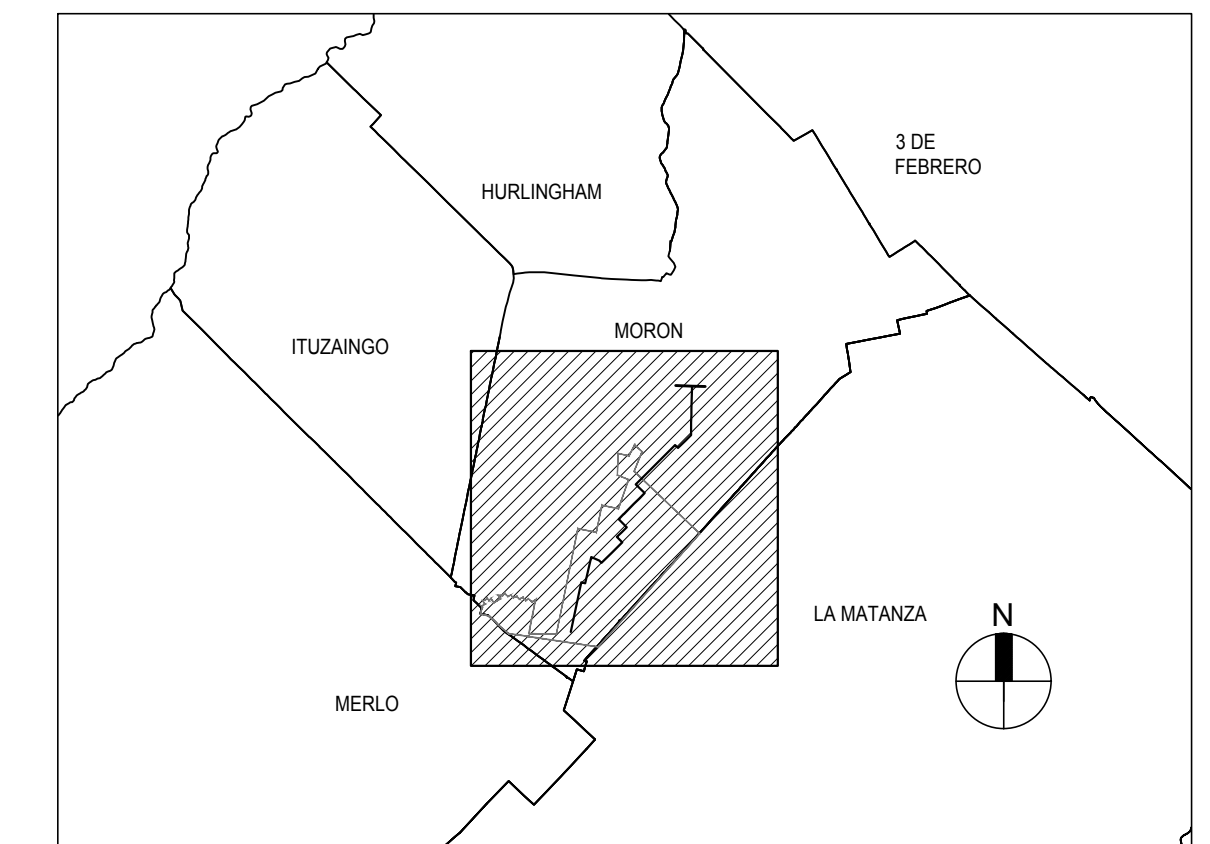 3 DE
FEBRERO
HURLINGHAM
MORON
ITUZAINGO
N
LA MATANZA
MERLO